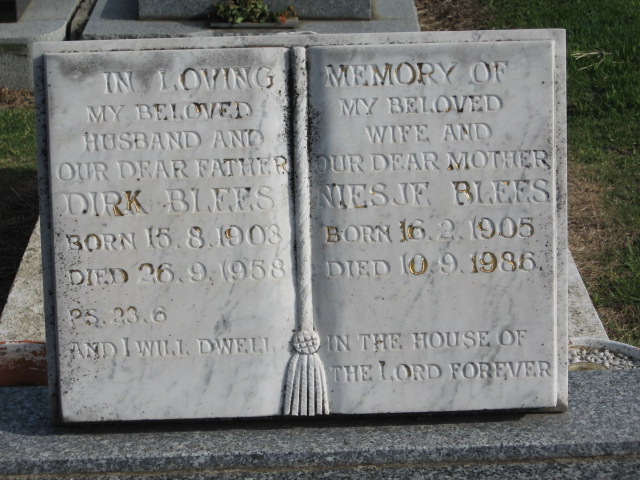 IN LOVING MEMORY OF
MY BELOVED
HUSBAND AND
OUR DEAR FATHER
DIRK BLEES
BORN 15.8.1903
DIED 26.9.1958
PS. 23.6
AND I WILL DWELL
MY BELOVED
WIFE AND
OUR DEAR MOTHER
NIESJE BLEES
BORN 16.2.1905
DIED 10.9.1986.
IN THE HOUSE OF
THE LORD FOREVER